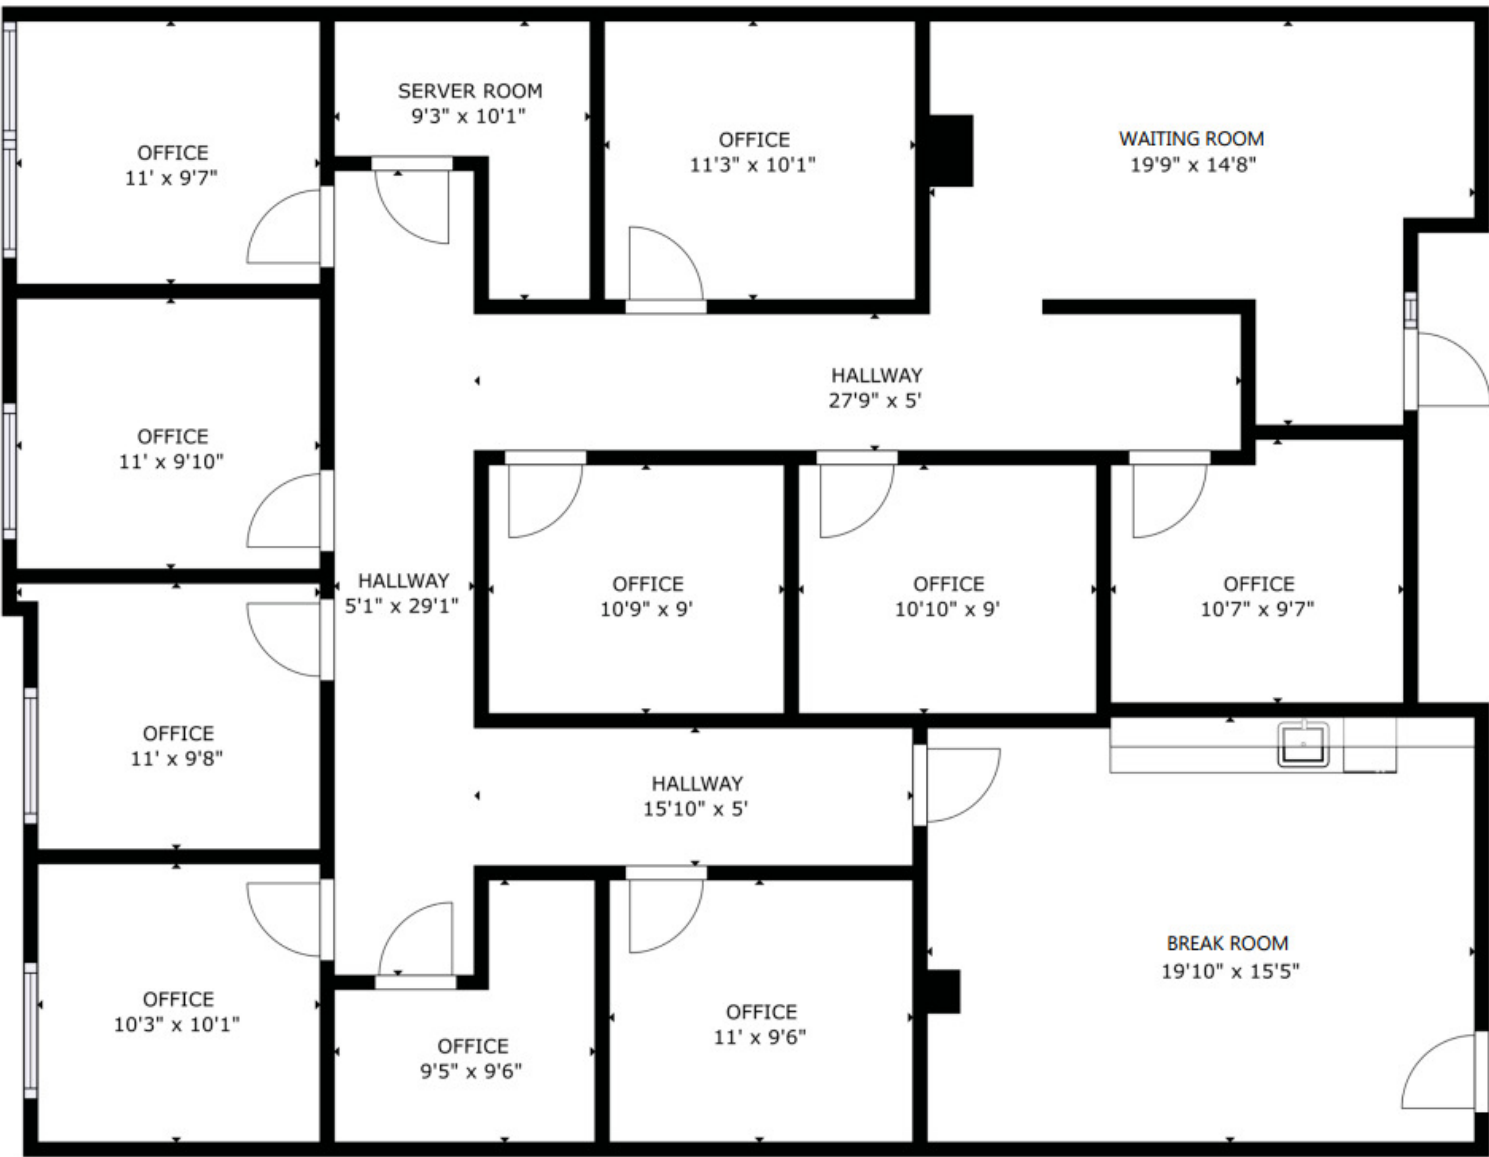 SERVER ROOM
9'3" x 10'1"
OFFICE
11'3" x 10'1"
WAITING ROOM
19'9" x 14'8"
OFFICE
11' x 9'7"
HALLWAY
27'9" x 5'
OFFICE
11' x 9'10"
HALLWAY
5'1" x 29'1"
OFFICE
10'9" x 9'
OFFICE
10'10" x 9'
OFFICE
10'7" x 9'7"
OFFICE
11' x 9'8"
HALLWAY
15'10" x 5'
BREAK ROOM
19'10" x 15'5"
OFFICE
10'3" x 10'1"
OFFICE
9'5" x 9'6"
OFFICE
11' x 9'6"